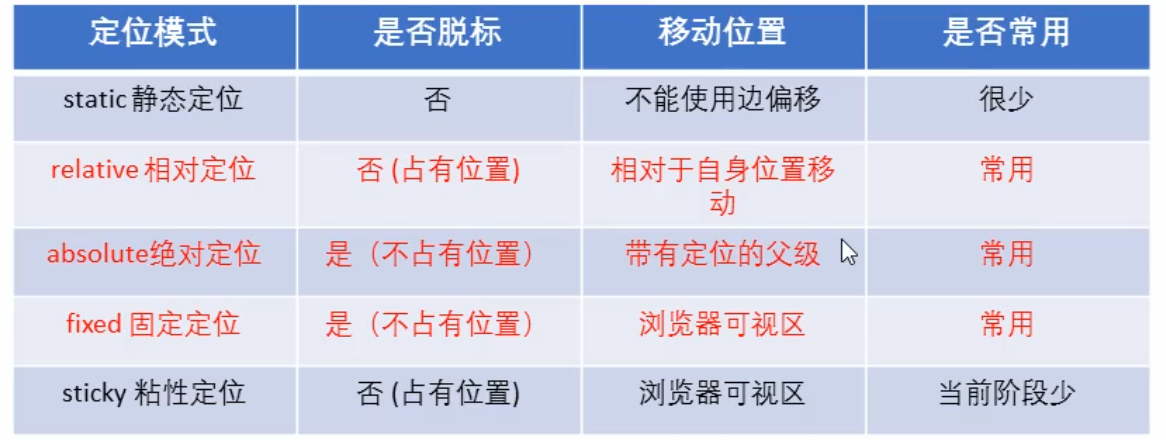 定位模式 是否脱标 移动位置 是否常用
static 静态定位 否 不能使用边偏移 很少
relative 相对定位 否 (占有位置) 相对于自身位置移
动 常用
absolute绝对定位 是（不占有位置） 带有定位的父级 常用
fixed 固定定位 是（不占有位置） 浏览器可视区 常用
sticky 粘性定位 否 (占有位置) 浏览器可视区 当前阶段少